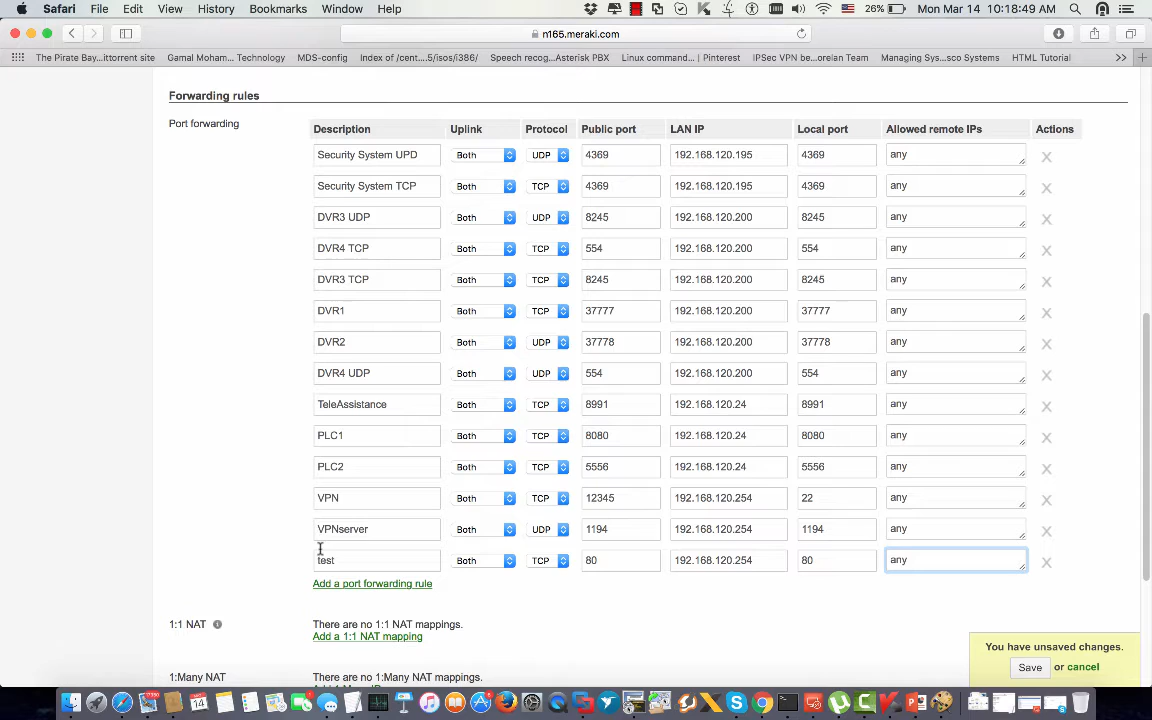 Safari File Edit View History Bookmarks Window Help 26% Mon Mar 14 10:18:49 AM
n165.meraki.com
The Pirate Bay...ittorrent site Gamal Moham... Technology MDS-config Index of /cent....5/isos/i386/ Speech recog...Asterisk PBX Linux command...| Pinterest IPSec VPN be...orelan Team Managing Sys...sco Systems HTML Tutorial >>
Forwarding rules
Port forwarding
Description Uplink Protocol Public port LAN IP Local port Allowed remote IPs Actions
Security System UPD Both UDP 4369 192.168.120.195 4369 any X
Security System TCP Both TCP 4369 192.168.120.195 4369 any X
DVR3 UDP Both UDP 8245 192.168.120.200 8245 any X
DVR4 TCP Both TCP 554 192.168.120.200 554 any X
DVR3 TCP Both TCP 8245 192.168.120.200 8245 any X
DVR1 Both TCP 37777 192.168.120.200 37777 any X
DVR2 Both UDP 37778 192.168.120.200 37778 any X
DVR4 UDP Both UDP 554 192.168.120.200 554 any X
TeleAssistance Both TCP 8991 192.168.120.24 8991 any X
PLC1 Both TCP 8080 192.168.120.24 8080 any X
PLC2 Both TCP 5556 192.168.120.24 5556 any X
VPN Both TCP 12345 192.168.120.254 22 any X
VPNserver Both UDP 1194 192.168.120.254 1194 any X
test Both TCP 80 192.168.120.254 80 any X
Add a port forwarding rule
1:1 NAT There are no 1:1 NAT mappings.
Add a 1:1 NAT mapping
You have unsaved changes.
Save or cancel
1:Many NAT There are no 1:Many NAT mappings.